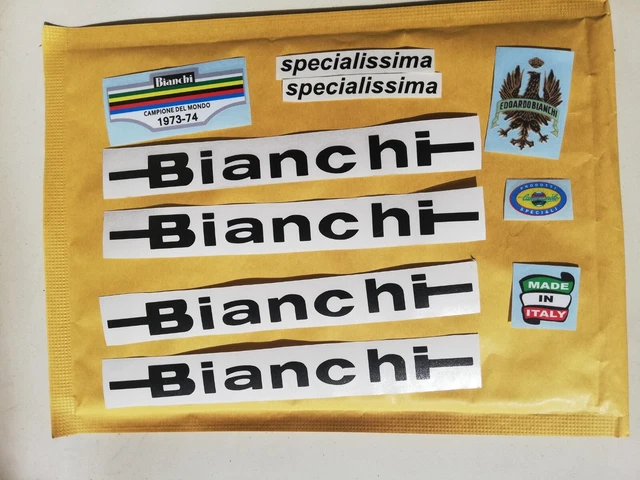 Bianchi
CAMPIONE DEL MONDO
1973-74
specialissima
specialissima
EDOARDO BIANCHI
Bianchi
Bianchi
PRODOTTI
SPECIALI
MADE
IN
ITALY
Bianchi
Bianchi